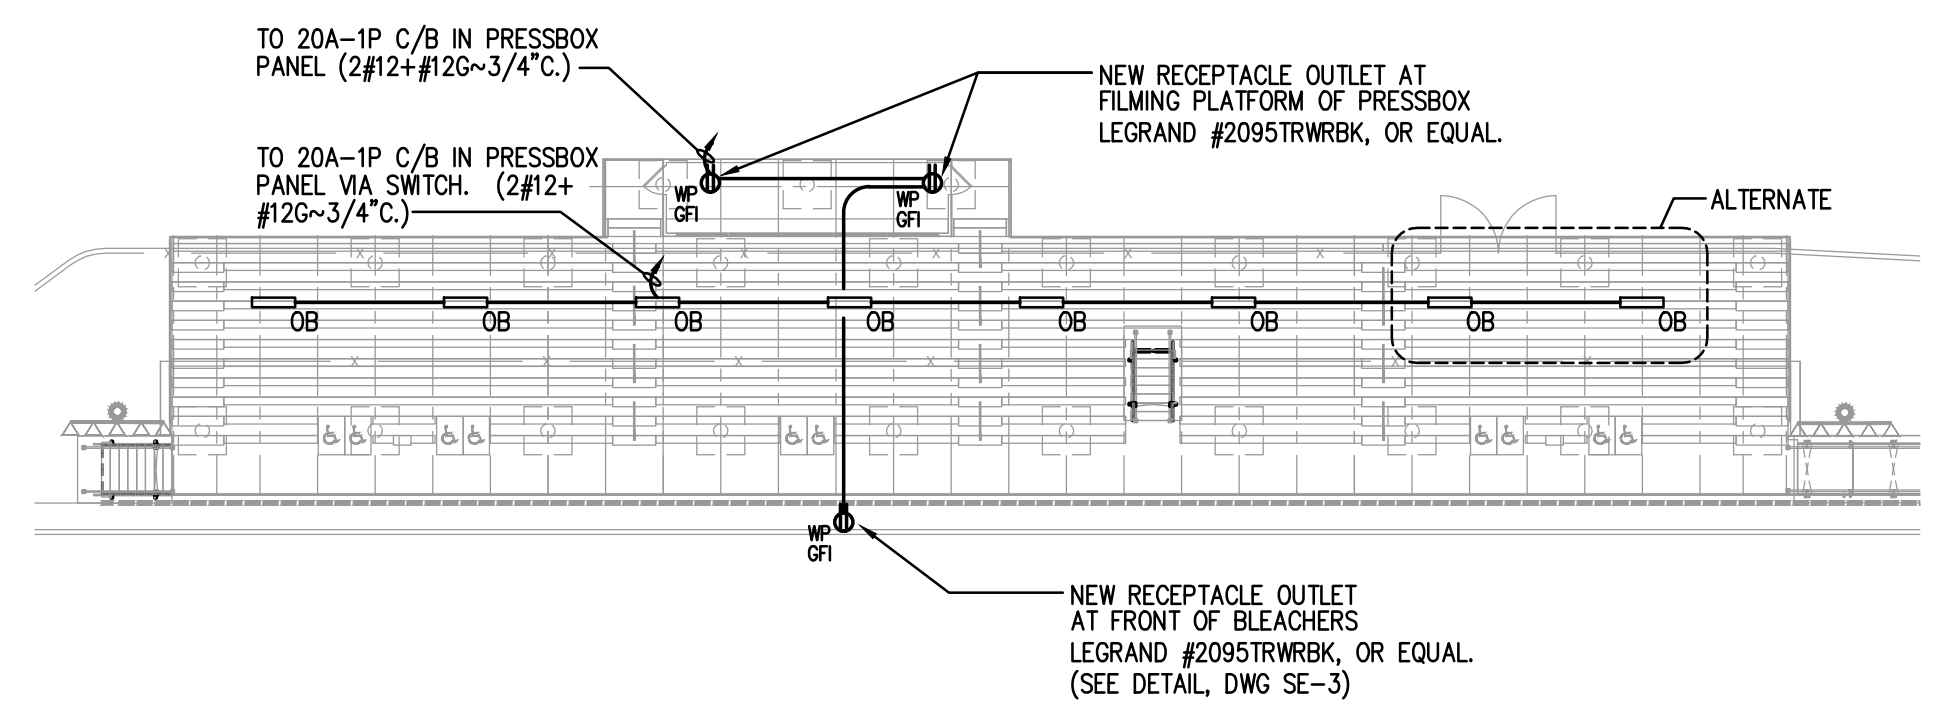 TO 20A-1P C/B IN PRESSBOX
PANEL (2#12+#12G~3/4"C.)
NEW RECEPTACLE OUTLET AT
FILMING PLATFORM OF PRESSBOX
LEGRAND #2095TRWRBK, OR EQUAL.
TO 20A-1P C/B IN PRESSBOX
PANEL VIA SWITCH. (2#12+
#12G~3/4"C.)
WP
GFI
WP
GFI
ALTERNATE
OB
OB
OB
OB
OB
OB
OB
OB
WP
GFI
NEW RECEPTACLE OUTLET
AT FRONT OF BLEACHERS
LEGRAND #2095TRWRBK, OR EQUAL.
(SEE DETAIL, DWG SE-3)